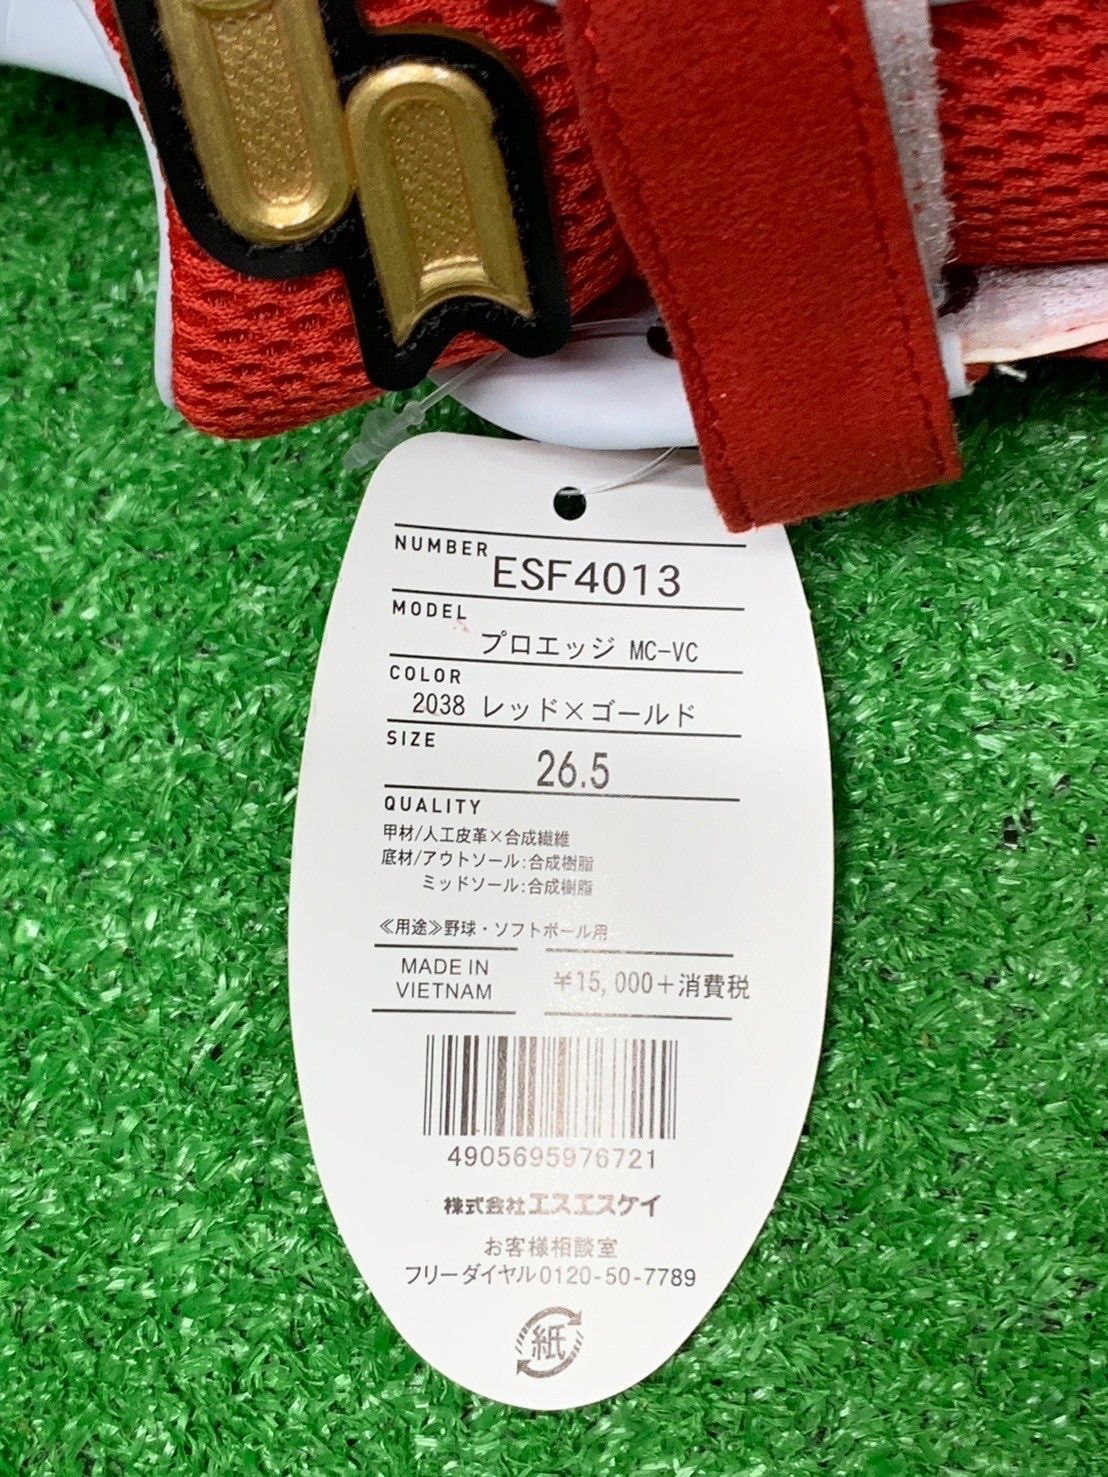 NUMBER ESF4013
MODEL
プロエッジ MC-VC
COLOR
2038 レッド×ゴールド
SIZE
26.5
QUALITY
甲材/人工皮革×合成繊維
底材/アウトソール:合成樹脂
ミッドソール:合成樹脂
≪用途≫野球・ソフトボール用
MADE IN
VIETNAM
¥15,000+消費税
4905695976721
株式会社エスエスケイ
お客様相談室
フリーダイヤル0120-50-7789
紙